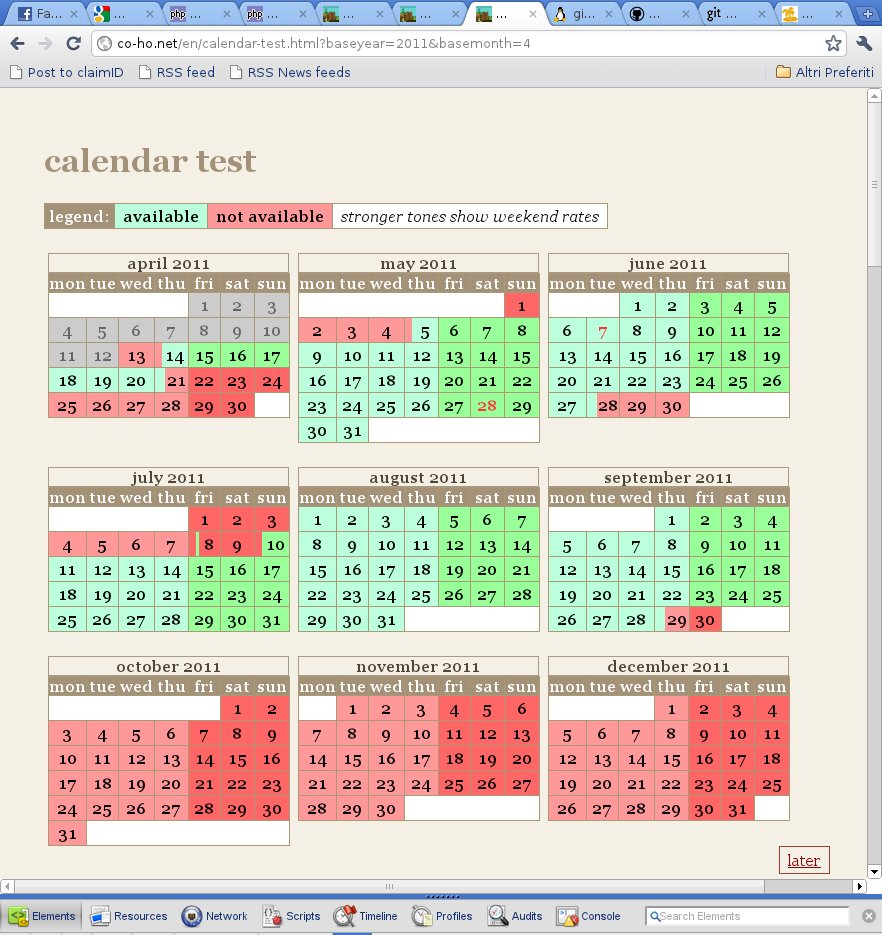 Fa... php ... php ... ... ... ... gi... ... git ... ...
co-ho.net/en/calendar-test.html?baseyear=2011&basemonth=4
Post to claimID RSS feed RSS News feeds Altri Preferiti
calendar test
legend: available not available stronger tones show weekend rates
april 2011 may 2011 june 2011
mon tue wed thu fri sat sun mon tue wed thu fri sat sun mon tue wed thu fri sat sun
1 2 3 1 1 2 3 4 5
4 5 6 7 8 9 10 2 3 4 5 6 7 8 6 7 8 9 10 11 12
11 12 13 14 15 16 17 9 10 11 12 13 14 15 13 14 15 16 17 18 19
18 19 20 21 22 23 24 16 17 18 19 20 21 22 20 21 22 23 24 25 26
25 26 27 28 29 30 23 24 25 26 27 28 29 27 28 29 30
30 31
july 2011 august 2011 september 2011
mon tue wed thu fri sat sun mon tue wed thu fri sat sun mon tue wed thu fri sat sun
1 2 3 1 2 3 4 5 6 7 1 2 3 4
4 5 6 7 8 9 10 8 9 10 11 12 13 14 5 6 7 8 9 10 11
11 12 13 14 15 16 17 15 16 17 18 19 20 21 12 13 14 15 16 17 18
18 19 20 21 22 23 24 22 23 24 25 26 27 28 19 20 21 22 23 24 25
25 26 27 28 29 30 31 29 30 31 26 27 28 29 30
october 2011 november 2011 december 2011
mon tue wed thu fri sat sun mon tue wed thu fri sat sun mon tue wed thu fri sat sun
1 2 1 2 3 4 5 6 1 2 3 4
3 4 5 6 7 8 9 7 8 9 10 11 12 13 5 6 7 8 9 10 11
10 11 12 13 14 15 16 14 15 16 17 18 19 20 12 13 14 15 16 17 18
17 18 19 20 21 22 23 21 22 23 24 25 26 27 19 20 21 22 23 24 25
24 25 26 27 28 29 30 28 29 30 26 27 28 29 30 31
31
later
Elements Resources Network Scripts Timeline Profiles Audits Console Search Elements